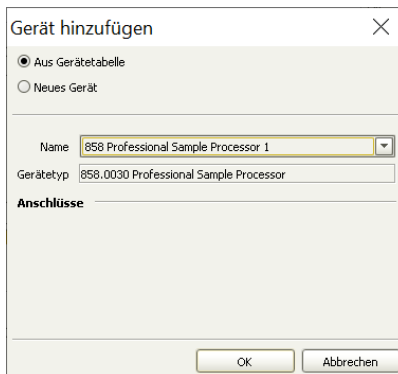 Gerät hinzufügen
Aus Gerätetabelle
Neues Gerät
Name 858 Professional Sample Processor 1
Gerätetyp 858.0030 Professional Sample Processor
Anschlüsse
OK Abbrechen